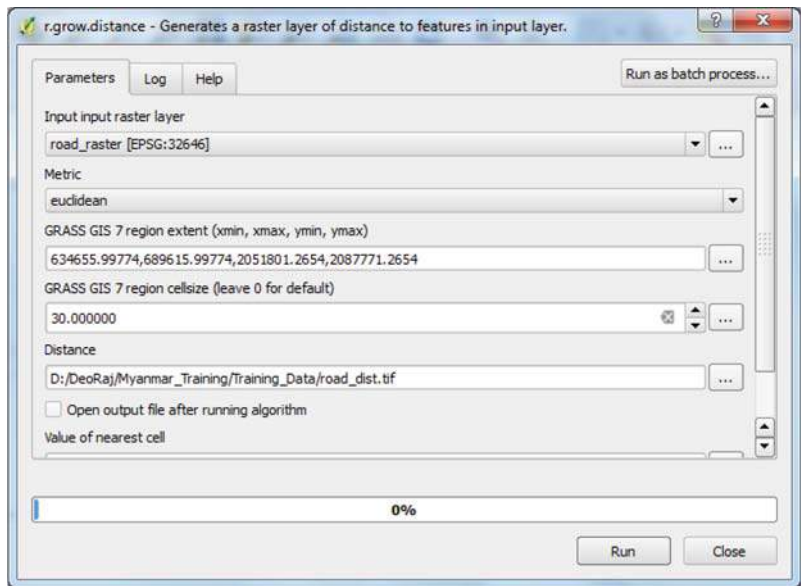 r.grow.distance - Generates a raster layer of distance to features in input layer.
Parameters Log Help Run as batch process...
Input input raster layer
road_raster [EPSG:32646]
...
Metric
euclidean
GRASS GIS 7 region extent (xmin, xmax, ymin, ymax)
634655.99774,689615.99774,2051801.2654,2087771.2654
...
GRASS GIS 7 region cellsize (leave 0 for default)
30.000000
...
Distance
D:/DeoRaj/Myanmar_Training/Training_Data/road_dist.tif
...
Open output file after running algorithm
Value of nearest cell
0%
Run Close